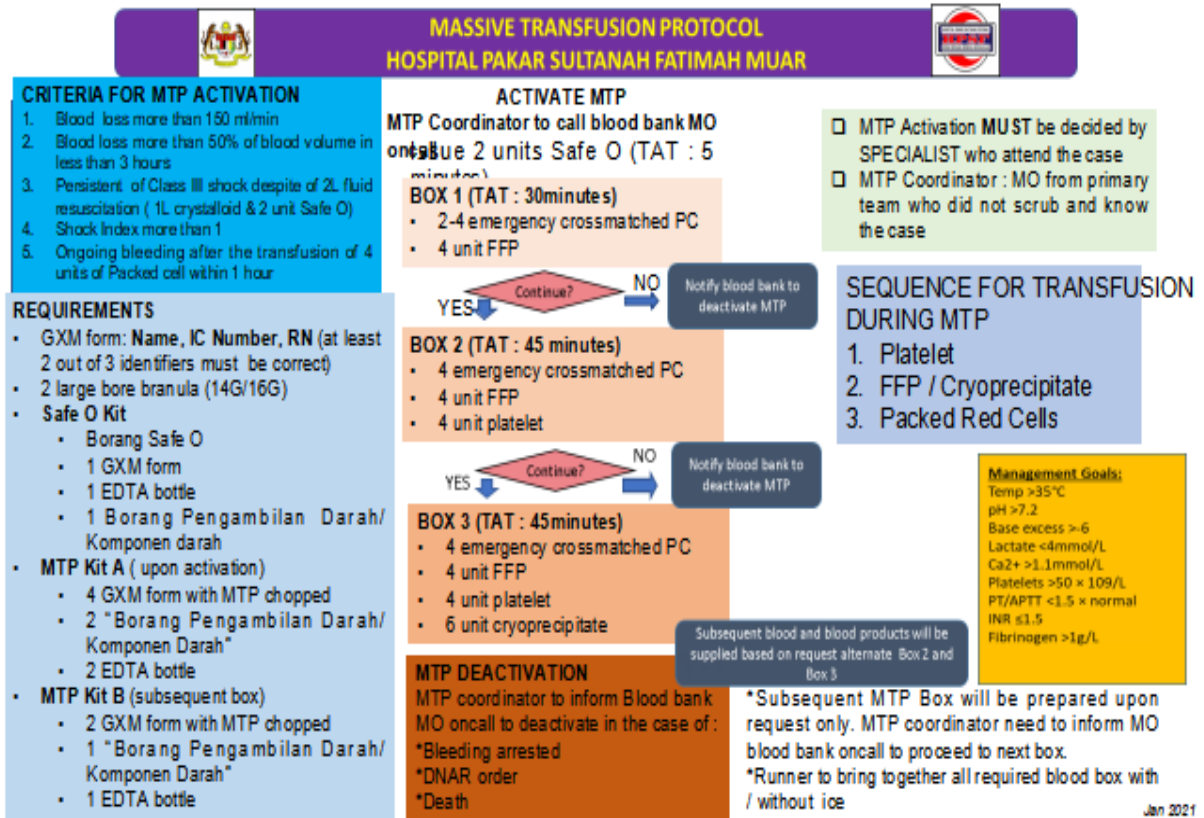 MASSIVE TRANSFUSION PROTOCOL
HOSPITAL PAKAR SULTANAH FATIMAH MUAR
CRITERIA FOR MTP ACTIVATION
1. Blood loss more than 150 ml/min
2. Blood loss more than 50% of blood volume in
less than 3 hours
3. Persistent of Class III shock despite of 2L fluid
resuscitation ( 1L crystalloid & 2 unit Safe O)
4. Shock Index more than 1
5. Ongoing bleeding after the transfusion of 4
units of Packed cell within 1 hour
REQUIREMENTS
• GXM form: Name, IC Number, RN (at least
2 out of 3 identifiers must be correct)
• 2 large bore branula (14G/16G)
• Safe O Kit
• Borang Safe O
• 1 GXM form
• 1 EDTA bottle
• 1 Borang Pengambilan Darah/
Komponen darah
• MTP Kit A ( upon activation)
• 4 GXM form with MTP chopped
• 2 "Borang Pengambilan Darah/
Komponen Darah"
• 2 EDTA bottle
• MTP Kit B (subsequent box)
• 2 GXM form with MTP chopped
• 1 "Borang Pengambilan Darah/
Komponen Darah"
• 1 EDTA bottle
ACTIVATE MTP
MTP Coordinator to call blood bank MO
oncall
Issue 2 units Safe O (TAT : 5
minutes)
BOX 1 (TAT : 30minutes)
• 2-4 emergency crossmatched PC
• 4 unit FFP
Continue?
YES
NO
Notify blood bank to
deactivate MTP
BOX 2 (TAT : 45 minutes)
• 4 emergency crossmatched PC
• 4 unit FFP
• 4 unit platelet
Continue?
YES
NO
Notify blood bank to
deactivate MTP
BOX 3 (TAT : 45minutes)
• 4 emergency crossmatched PC
• 4 unit FFP
• 4 unit platelet
• 6 unit cryoprecipitate
Subsequent blood and blood products will be
supplied based on request alternate Box 2 and
Box 3
MTP DEACTIVATION
MTP coordinator to inform Blood bank
MO oncall to deactivate in the case of :
*Bleeding arrested
*DNAR order
*Death
❑ MTP Activation MUST be decided by
SPECIALIST who attend the case
❑ MTP Coordinator : MO from primary
team who did not scrub and know
the case
SEQUENCE FOR TRANSFUSION
DURING MTP
1. Platelet
2. FFP / Cryoprecipitate
3. Packed Red Cells
Management Goals:
Temp >35°C
pH >7.2
Base excess >-6
Lactate <4mmol/L
Ca2+ >1.1mmol/L
Platelets >50 × 109/L
PT/APTT <1.5 × normal
INR ≤1.5
Fibrinogen >1g/L
*Subsequent MTP Box will be prepared upon
request only. MTP coordinator need to inform MO
blood bank oncall to proceed to next box.
*Runner to bring together all required blood box with
/ without ice
Jan 2021